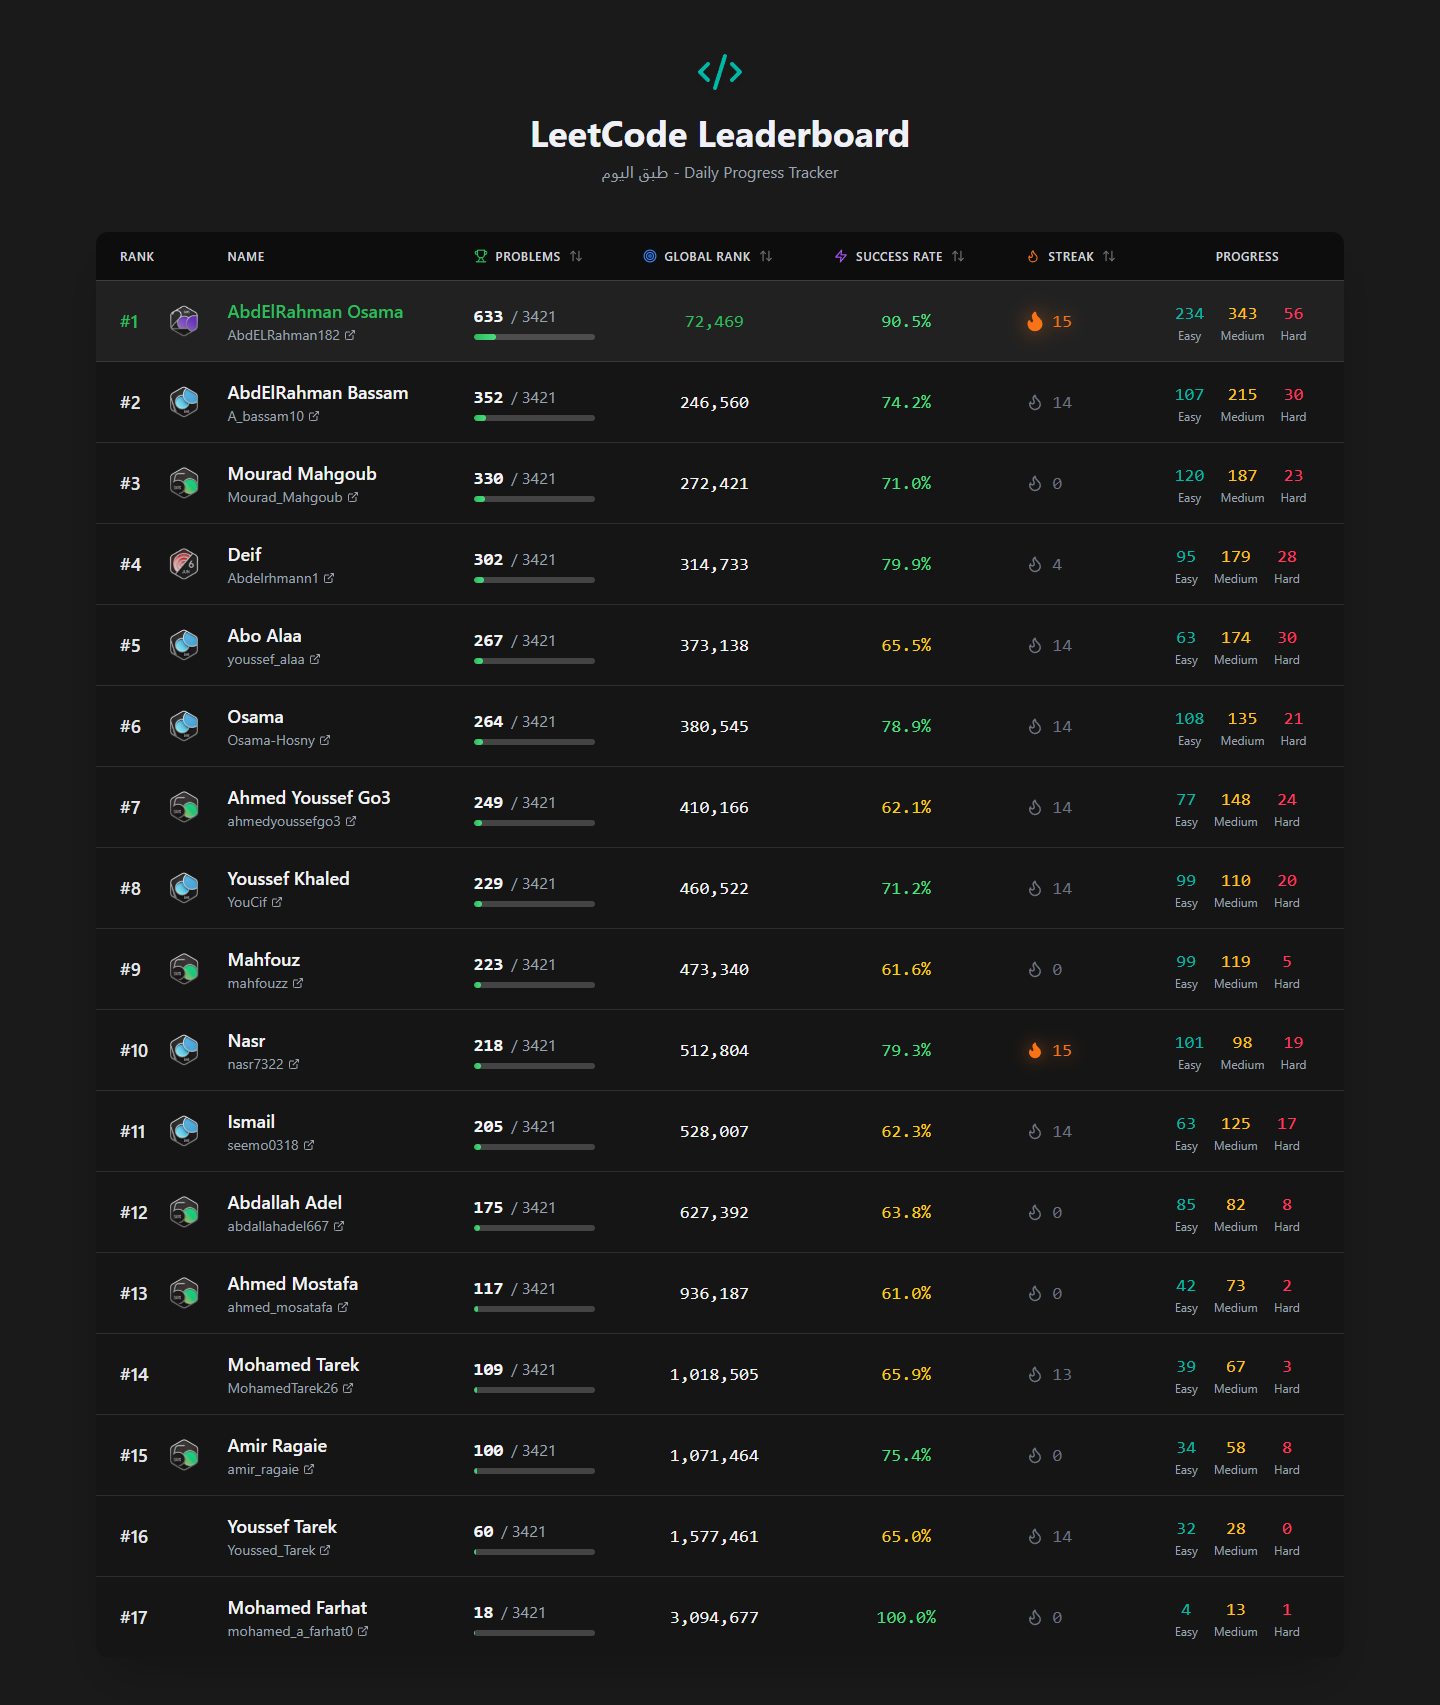 </>
LeetCode Leaderboard
طبق اليوم - Daily Progress Tracker
RANK NAME PROBLEMS GLOBAL RANK SUCCESS RATE STREAK PROGRESS
#1 AbdElRahman Osama 633 / 3421 72,469 90.5% 15 234 343 56
AbdELRahman182 Easy Medium Hard
#2 AbdElRahman Bassam 352 / 3421 246,560 74.2% 14 107 215 30
A_bassam10 Easy Medium Hard
#3 Mourad Mahgoub 330 / 3421 272,421 71.0% 0 120 187 23
Mourad_Mahgoub Easy Medium Hard
#4 Deif 302 / 3421 314,733 79.9% 4 95 179 28
Abdelrhmann1 Easy Medium Hard
#5 Abo Alaa 267 / 3421 373,138 65.5% 14 63 174 30
youssef_alaa Easy Medium Hard
#6 Osama 264 / 3421 380,545 78.9% 14 108 135 21
Osama-Hosny Easy Medium Hard
#7 Ahmed Youssef Go3 249 / 3421 410,166 62.1% 14 77 148 24
ahmedyoussefgo3 Easy Medium Hard
#8 Youssef Khaled 229 / 3421 460,522 71.2% 14 99 110 20
YouCif Easy Medium Hard
#9 Mahfouz 223 / 3421 473,340 61.6% 0 99 119 5
mahfouzz Easy Medium Hard
#10 Nasr 218 / 3421 512,804 79.3% 15 101 98 19
nasr7322 Easy Medium Hard
#11 Ismail 205 / 3421 528,007 62.3% 14 63 125 17
seemo0318 Easy Medium Hard
#12 Abdallah Adel 175 / 3421 627,392 63.8% 0 85 82 8
abdallahadel667 Easy Medium Hard
#13 Ahmed Mostafa 117 / 3421 936,187 61.0% 0 42 73 2
ahmed_mosatafa Easy Medium Hard
#14 Mohamed Tarek 109 / 3421 1,018,505 65.9% 13 39 67 3
MohamedTarek26 Easy Medium Hard
#15 Amir Ragaie 100 / 3421 1,071,464 75.4% 0 34 58 8
amir_ragaie Easy Medium Hard
#16 Youssef Tarek 60 / 3421 1,577,461 65.0% 14 32 28 0
Youssed_Tarek Easy Medium Hard
#17 Mohamed Farhat 18 / 3421 3,094,677 100.0% 0 4 13 1
mohamed_a_farhat0 Easy Medium Hard